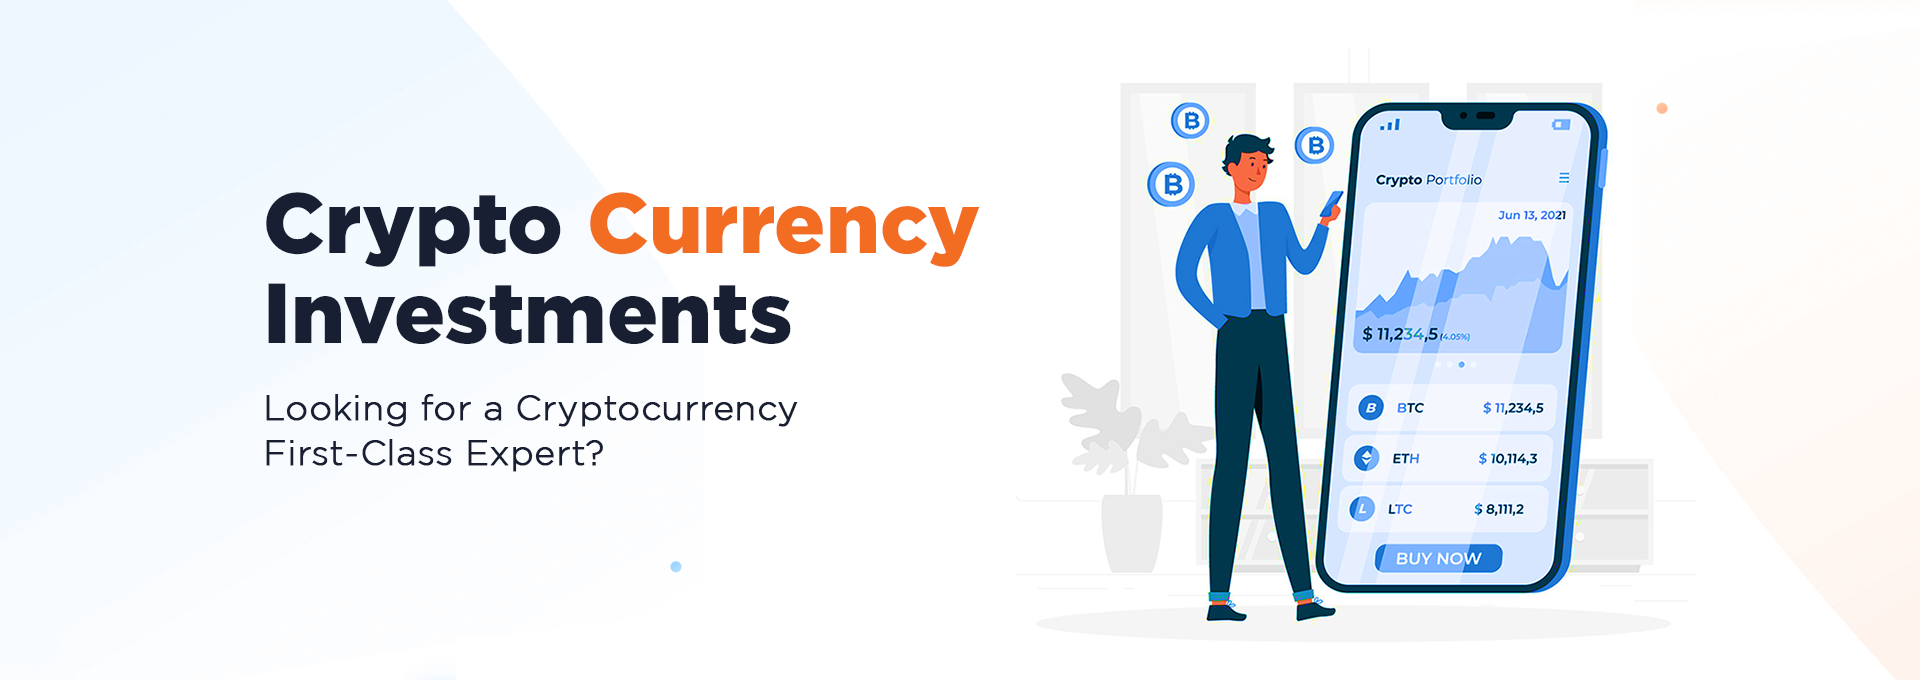 Crypto Currency
Investments
Looking for a Cryptocurrency
First-Class Expert?
B
B
B
Crypto Portfolio
Jun 13, 2021
$ 11,234,5 (4.05%)
B BTC $ 11,234,5
ETH $ 10,114,3
L LTC $ 8,111,2
BUY NOW